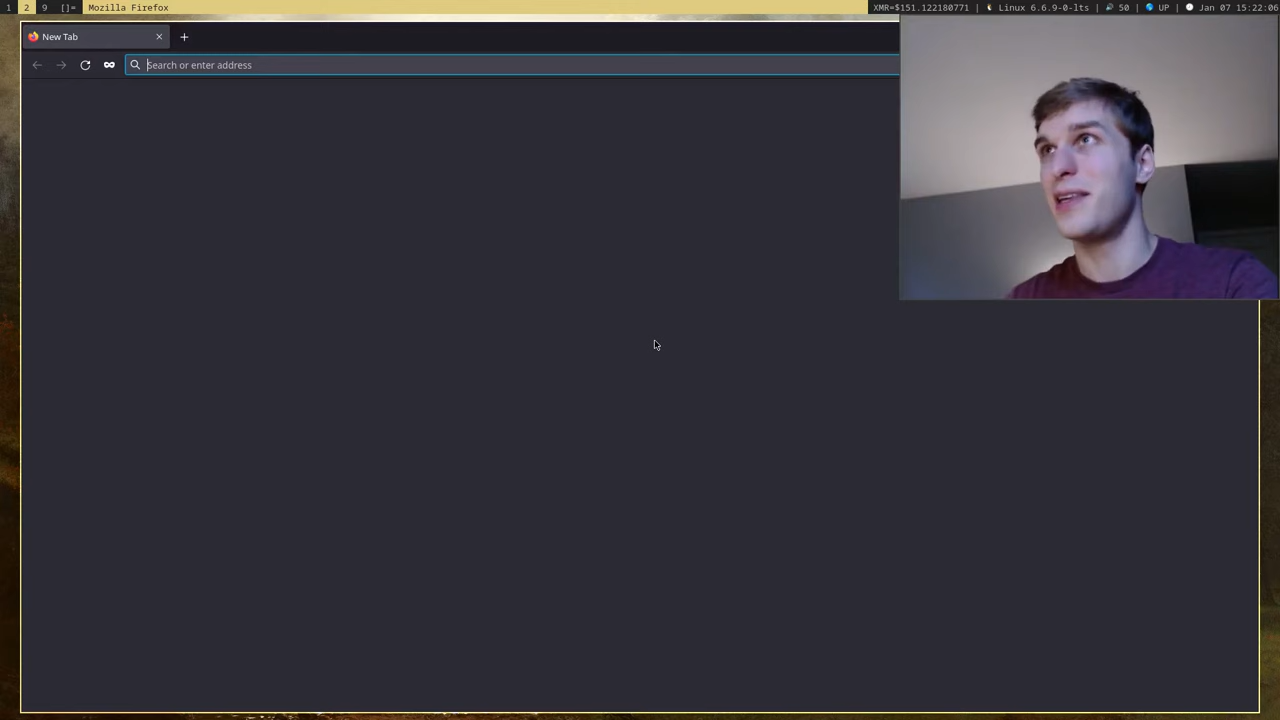 1 2 9 []= Mozilla Firefox XMR=$151.122180771 | Linux 6.6.9-0-lts | 50 | UP | Jan 07 15:22:06
New Tab
Search or enter address